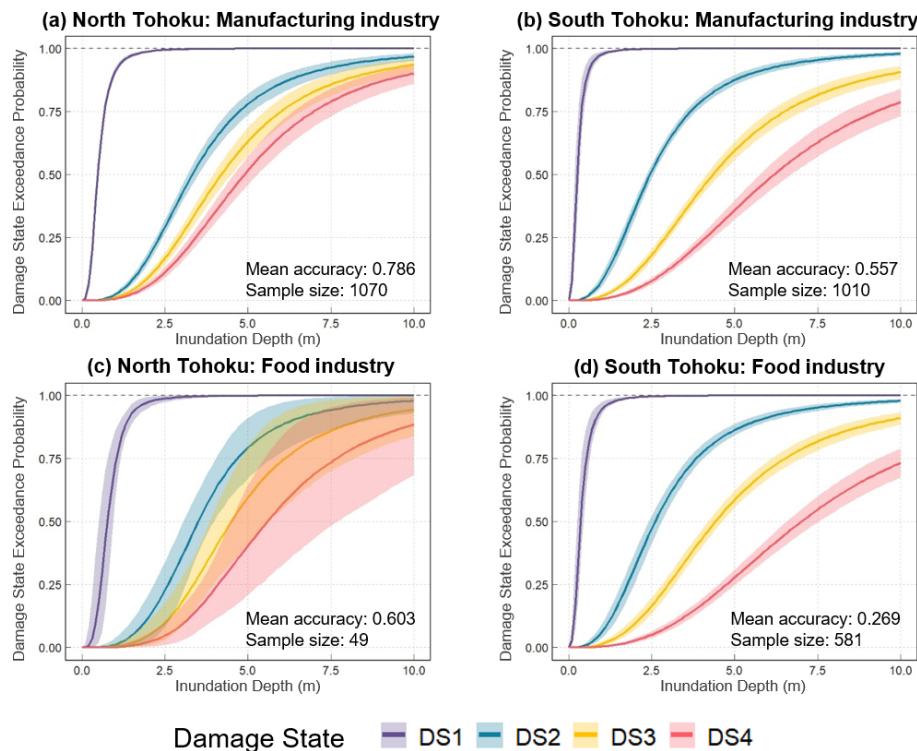 (a) North Tohoku: Manufacturing industry
Damage State Exceedance Probability
1.00
0.75
0.50
0.25
0.00
Mean accuracy: 0.786
Sample size: 1070
0.0 2.5 5.0 7.5 10.0
Inundation Depth (m)
(b) South Tohoku: Manufacturing industry
Damage State Exceedance Probability
1.00
0.75
0.50
0.25
0.00
Mean accuracy: 0.557
Sample size: 1010
0.0 2.5 5.0 7.5 10.0
Inundation Depth (m)
(c) North Tohoku: Food industry
Damage State Exceedance Probability
1.00
0.75
0.50
0.25
0.00
Mean accuracy: 0.603
Sample size: 49
0.0 2.5 5.0 7.5 10.0
Inundation Depth (m)
(d) South Tohoku: Food industry
Damage State Exceedance Probability
1.00
0.75
0.50
0.25
0.00
Mean accuracy: 0.269
Sample size: 581
0.0 2.5 5.0 7.5 10.0
Inundation Depth (m)
Damage State DS1 DS2 DS3 DS4